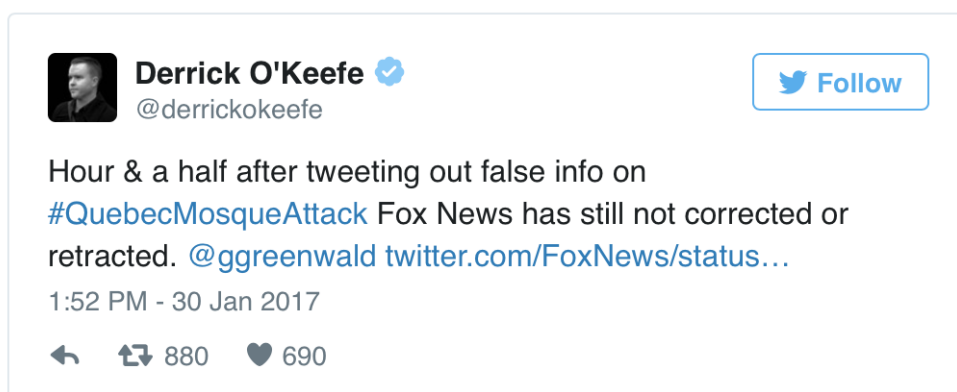 Derrick O'Keefe
@derrickokeefe
Follow
Hour & a half after tweeting out false info on
#QuebecMosqueAttack Fox News has still not corrected or
retracted. @ggreenwald twitter.com/FoxNews/status…
1:52 PM - 30 Jan 2017
880 690